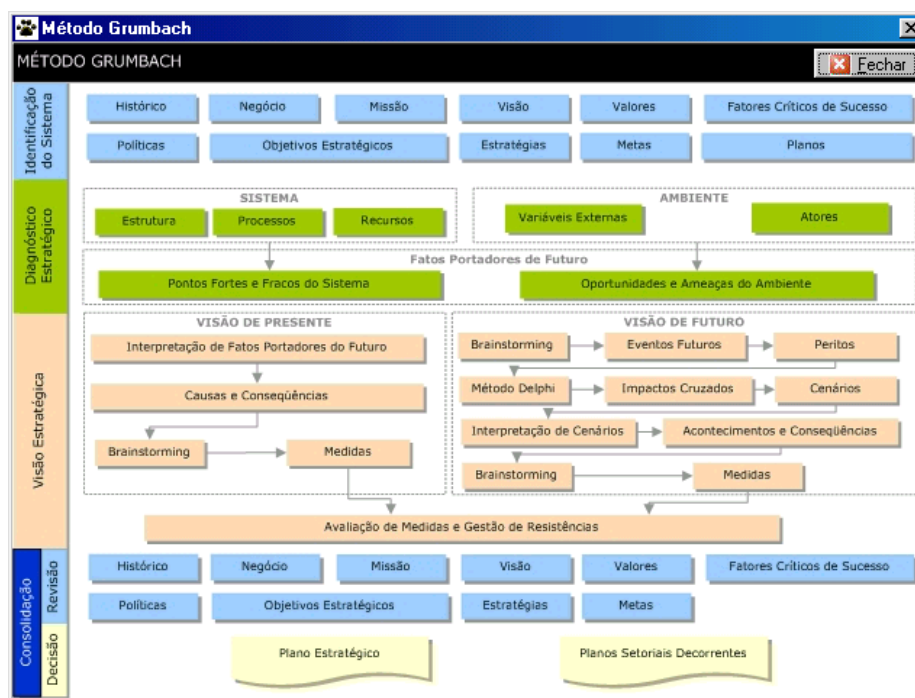 Método Grumbach
MÉTODO GRUMBACH
Fechar
Identificação
do Sistema
Histórico
Negócio
Missão
Visão
Valores
Fatores Críticos de Sucesso
Políticas
Objetivos Estratégicos
Estratégias
Metas
Planos
Diagnóstico
Estratégico
SISTEMA
Estrutura
Processos
Recursos
AMBIENTE
Variáveis Externas
Atores
Fatos Portadores de Futuro
Pontos Fortes e Fracos do Sistema
Oportunidades e Ameaças do Ambiente
Visão Estratégica
VISÃO DE PRESENTE
Interpretação de Fatos Portadores do Futuro
Causas e Conseqüências
Brainstorming
Medidas
VISÃO DE FUTURO
Brainstorming
Eventos Futuros
Peritos
Método Delphi
Impactos Cruzados
Cenários
Interpretação de Cenários
Acontecimentos e Conseqüências
Brainstorming
Medidas
Avaliação de Medidas e Gestão de Resistências
Consolidação
Revisão
Histórico
Negócio
Missão
Visão
Valores
Fatores Críticos de Sucesso
Políticas
Objetivos Estratégicos
Estratégias
Metas
Decisão
Plano Estratégico
Planos Setoriais Decorrentes